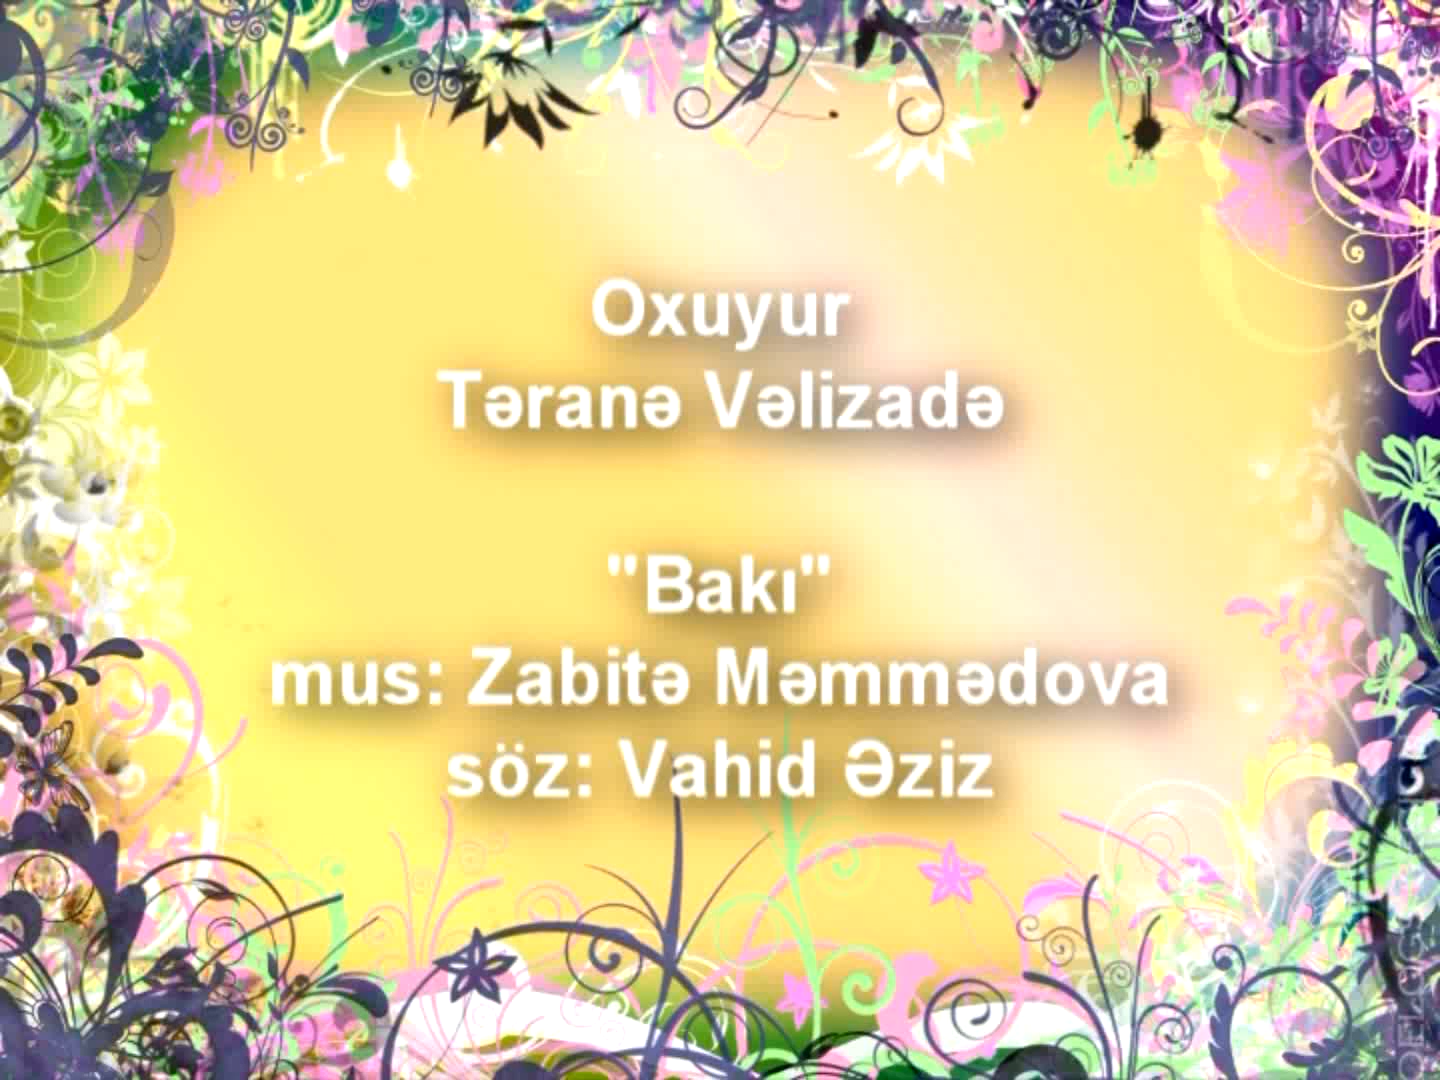 Oxuyur
Təranə Vəlizadə
"Bakı"
mus: Zabitə Məmmədova
söz: Vahid Əziz